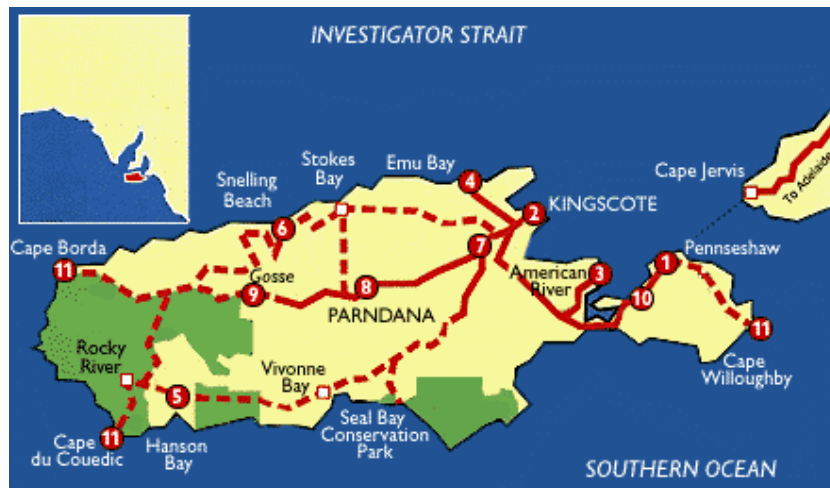 INVESTIGATOR STRAIT
Stokes
Bay
Emu Bay
Snelling
Beach
Cape Jervis
To Adelaide
4
KINGSCOTE
2
6
Cape Borda
7
Pennseshaw
1
11
Gosse
American
River
3
8
9
10
PARNDANA
11
Rocky
River
Vivonne
Bay
Cape
Willoughby
5
Seal Bay
Conservation
Park
11
Cape
du Couedic
Hanson
Bay
SOUTHERN OCEAN